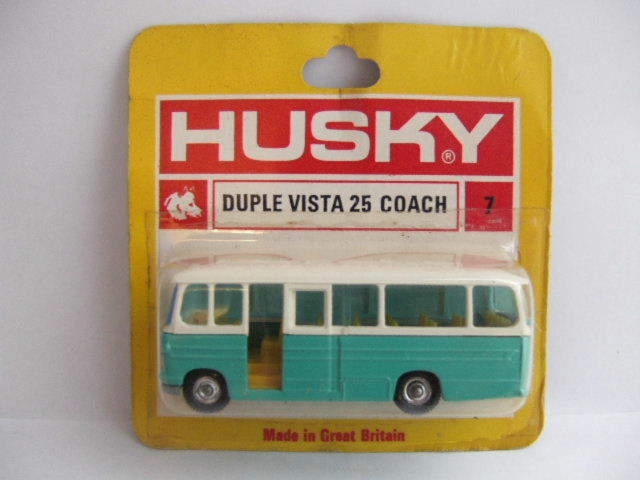 HUSKY®
DUPLE VISTA 25 COACH 7
Made in Great Britain